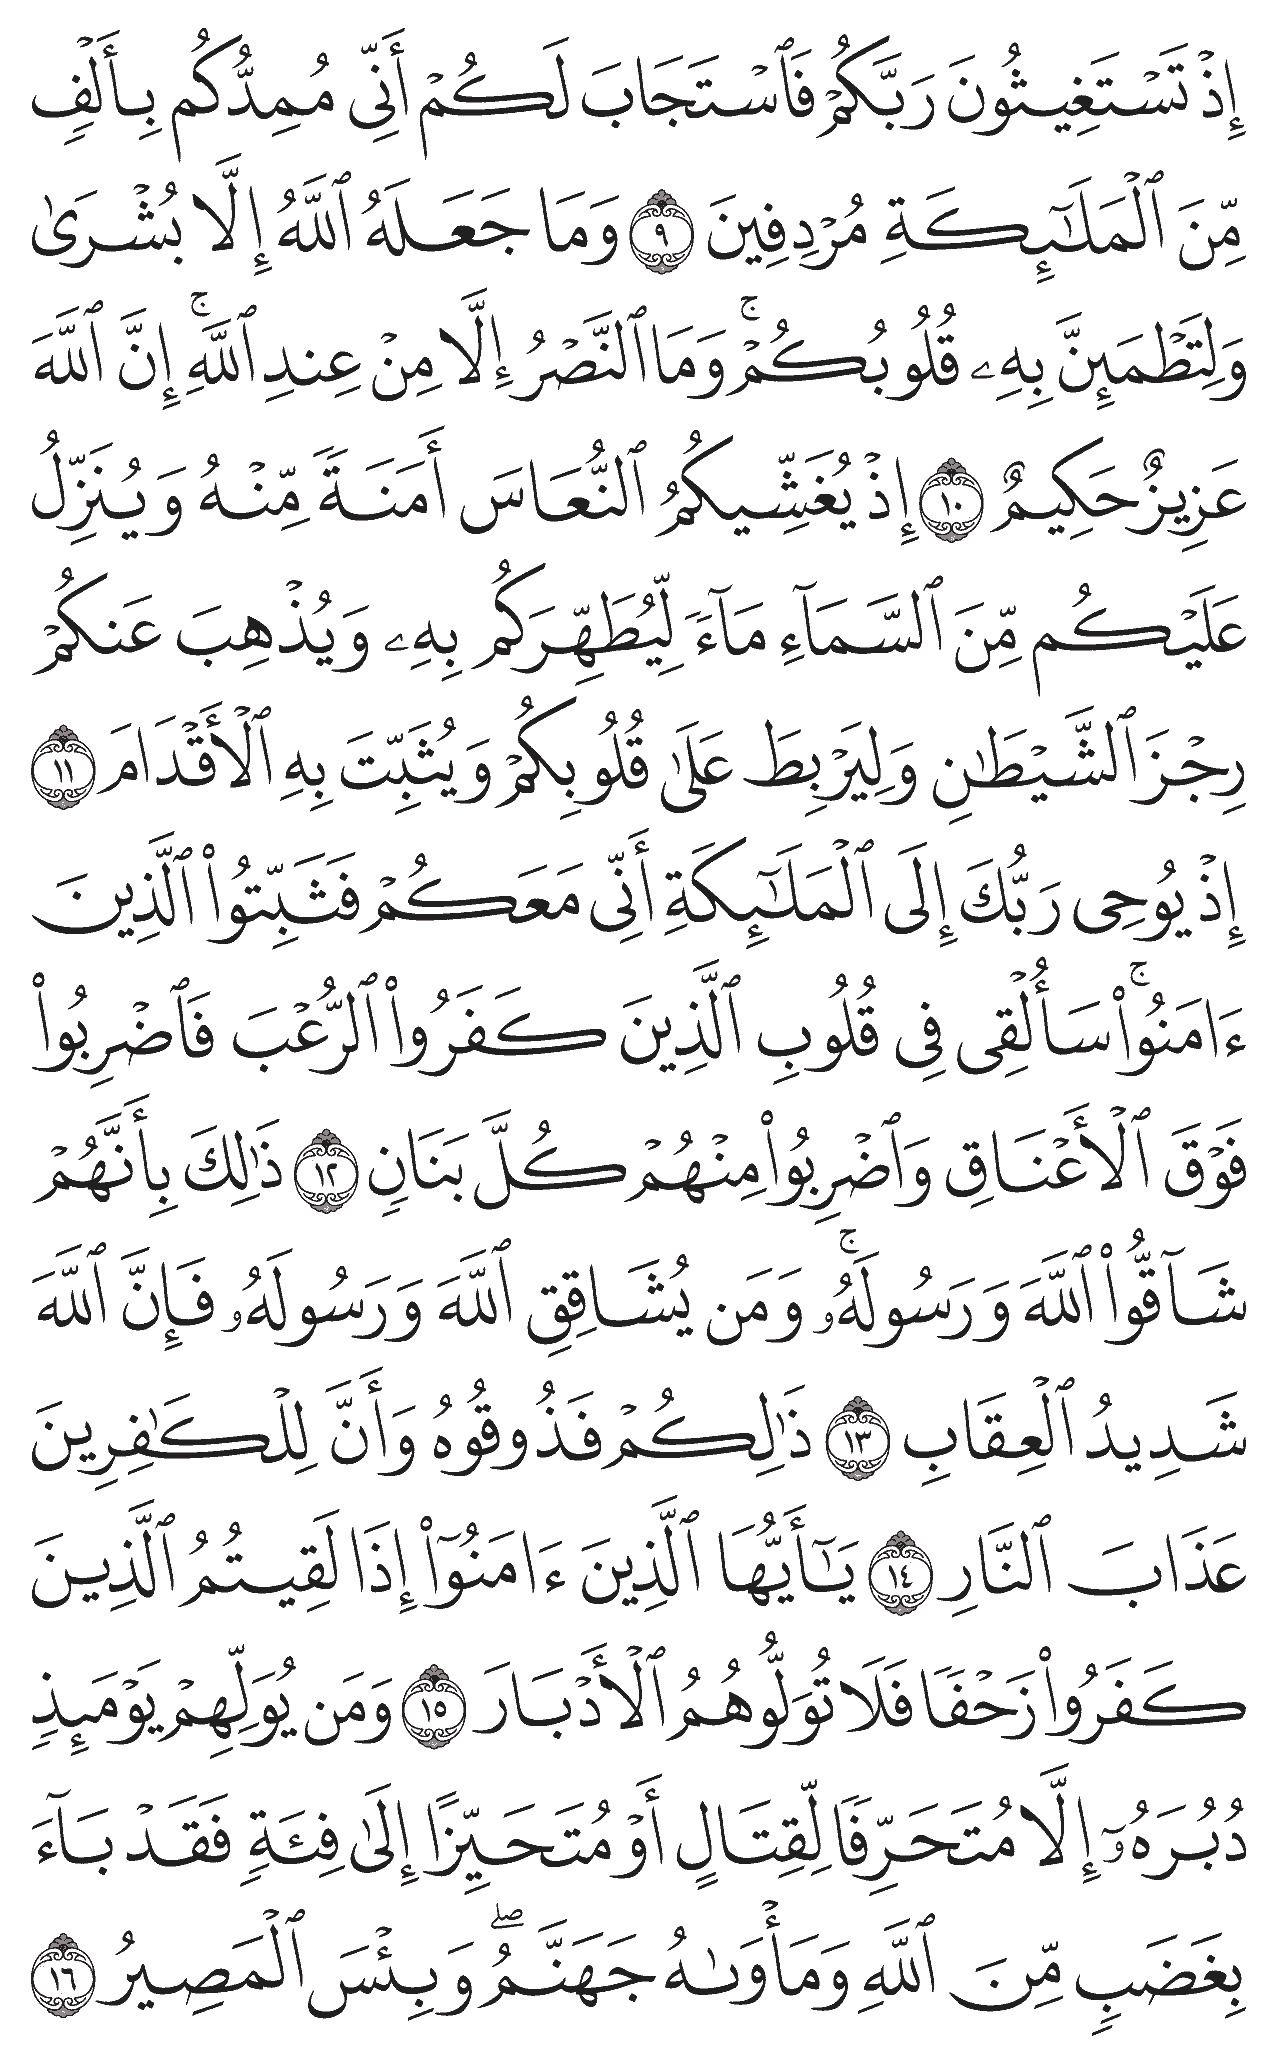 إِذۡ تَسۡتَغِيثُونَ رَبَّكُمۡ فَٱسۡتَجَابَ لَكُمۡ أَنِّي مُمِدُّكُم بِأَلۡفٖ
مِّنَ ٱلۡمَلَٰٓئِكَةِ مُرۡدِفِينَ ٩ وَمَا جَعَلَهُ ٱللَّهُ إِلَّا بُشۡرَىٰ
وَلِتَطۡمَئِنَّ بِهِۦ قُلُوبُكُمۡۚ وَمَا ٱلنَّصۡرُ إِلَّا مِنۡ عِندِ ٱللَّهِۚ إِنَّ ٱللَّهَ
عَزِيزٌ حَكِيمٌ ١٠ إِذۡ يُغَشِّيكُمُ ٱلنُّعَاسَ أَمَنَةٗ مِّنۡهُ وَيُنَزِّلُ
عَلَيۡكُم مِّنَ ٱلسَّمَآءِ مَآءٗ لِّيُطَهِّرَكُم بِهِۦ وَيُذۡهِبَ عَنكُمۡ
رِجۡزَ ٱلشَّيۡطَٰنِ وَلِيَرۡبِطَ عَلَىٰ قُلُوبِكُمۡ وَيُثَبِّتَ بِهِ ٱلۡأَقۡدَامَ ١١
إِذۡ يُوحِي رَبُّكَ إِلَى ٱلۡمَلَٰٓئِكَةِ أَنِّي مَعَكُمۡ فَثَبِّتُواْ ٱلَّذِينَ
ءَامَنُواْۚ سَأُلۡقِي فِي قُلُوبِ ٱلَّذِينَ كَفَرُواْ ٱلرُّعۡبَ فَٱضۡرِبُواْ
فَوۡقَ ٱلۡأَعۡنَاقِ وَٱضۡرِبُواْ مِنۡهُمۡ كُلَّ بَنَانٖ ١٢ ذَٰلِكَ بِأَنَّهُمۡ
شَآقُّواْ ٱللَّهَ وَرَسُولَهُۥۚ وَمَن يُشَاقِقِ ٱللَّهَ وَرَسُولَهُۥ فَإِنَّ ٱللَّهَ
شَدِيدُ ٱلۡعِقَابِ ١٣ ذَٰلِكُمۡ فَذُوقُوهُ وَأَنَّ لِلۡكَٰفِرِينَ
عَذَابَ ٱلنَّارِ ١٤ يَٰٓأَيُّهَا ٱلَّذِينَ ءَامَنُوٓاْ إِذَا لَقِيتُمُ ٱلَّذِينَ
كَفَرُواْ زَحۡفٗا فَلَا تُوَلُّوهُمُ ٱلۡأَدۡبَارَ ١٥ وَمَن يُوَلِّهِمۡ يَوۡمَئِذٖ
دُبُرَهُۥٓ إِلَّا مُتَحَرِّفٗا لِّقِتَالٍ أَوۡ مُتَحَيِّزًا إِلَىٰ فِئَةٖ فَقَدۡ بَآءَ
بِغَضَبٖ مِّنَ ٱللَّهِ وَمَأۡوَىٰهُ جَهَنَّمُۖ وَبِئۡسَ ٱلۡمَصِيرُ ١٦